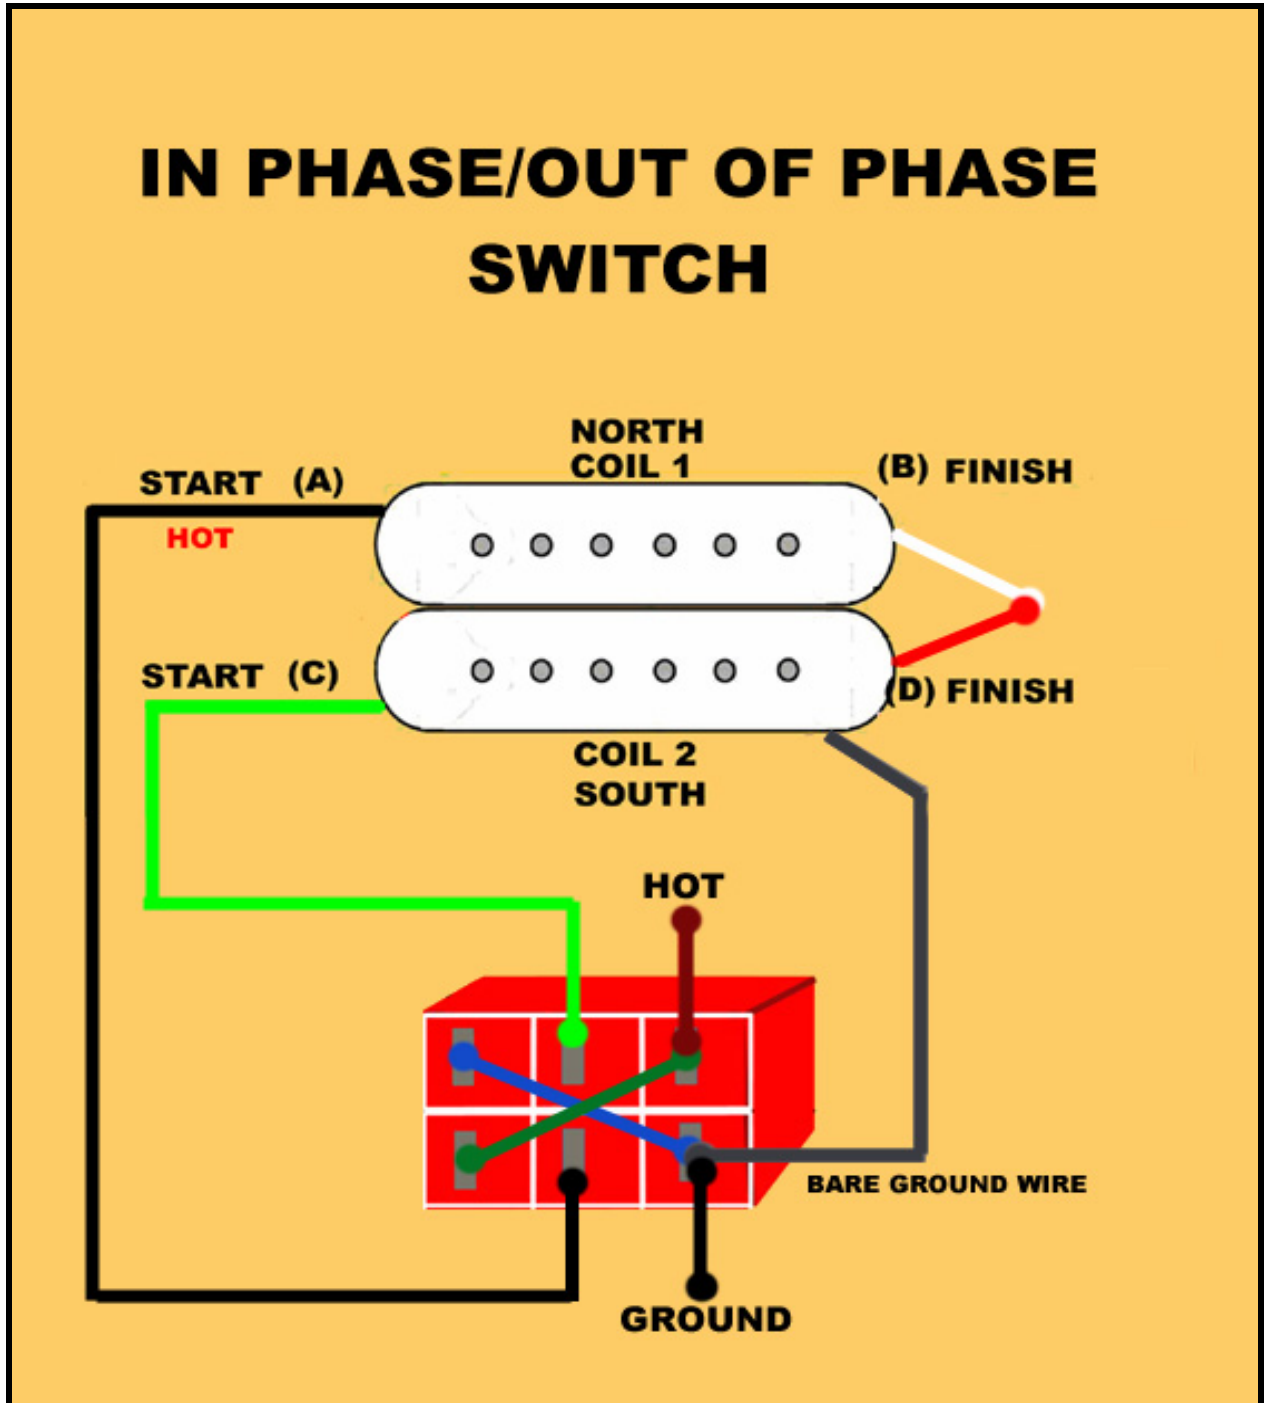 IN PHASE/OUT OF PHASE
SWITCH
NORTH
COIL 1
START (A)
HOT
(B) FINISH
START (C)
(D) FINISH
COIL 2
SOUTH
HOT
BARE GROUND WIRE
GROUND